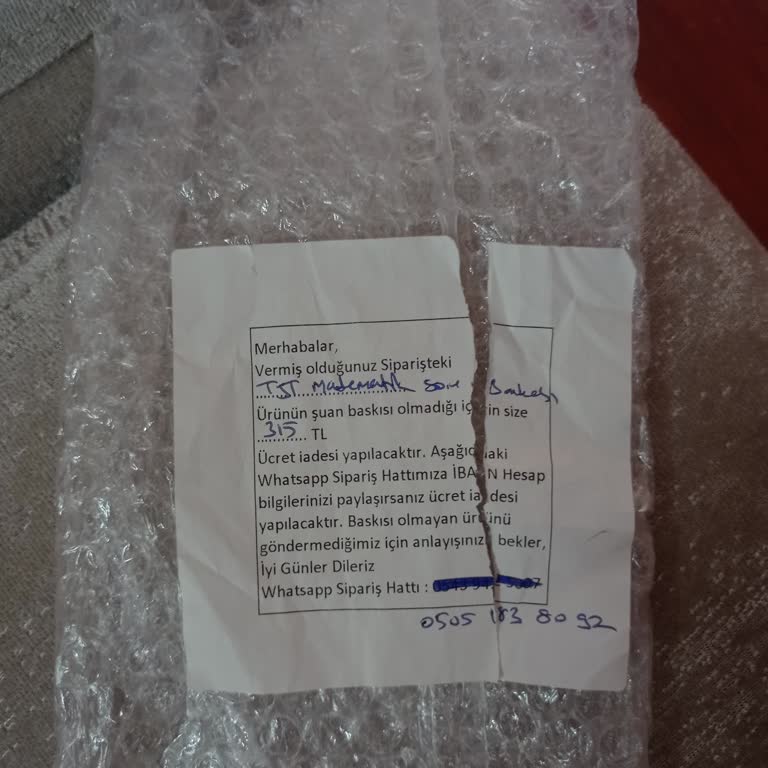 Merhabalar,
Vermiş olduğunuz Siparişteki
TYT Matematik Soru Bankası
Ürünün şuan baskısı olmadığı için size
315 TL
Ücret iadesi yapılacaktır. Aşağıdaki
Whatsapp Sipariş Hattımıza İBAN Hesap
bilgilerinizi paylaşırsanız ücret iadesi
yapılacaktır. Baskısı olmayan ürünü
göndermediğimiz için anlayışınızı bekler,
İyi Günler Dileriz
Whatsapp Sipariş Hattı :
0505 183 80 92